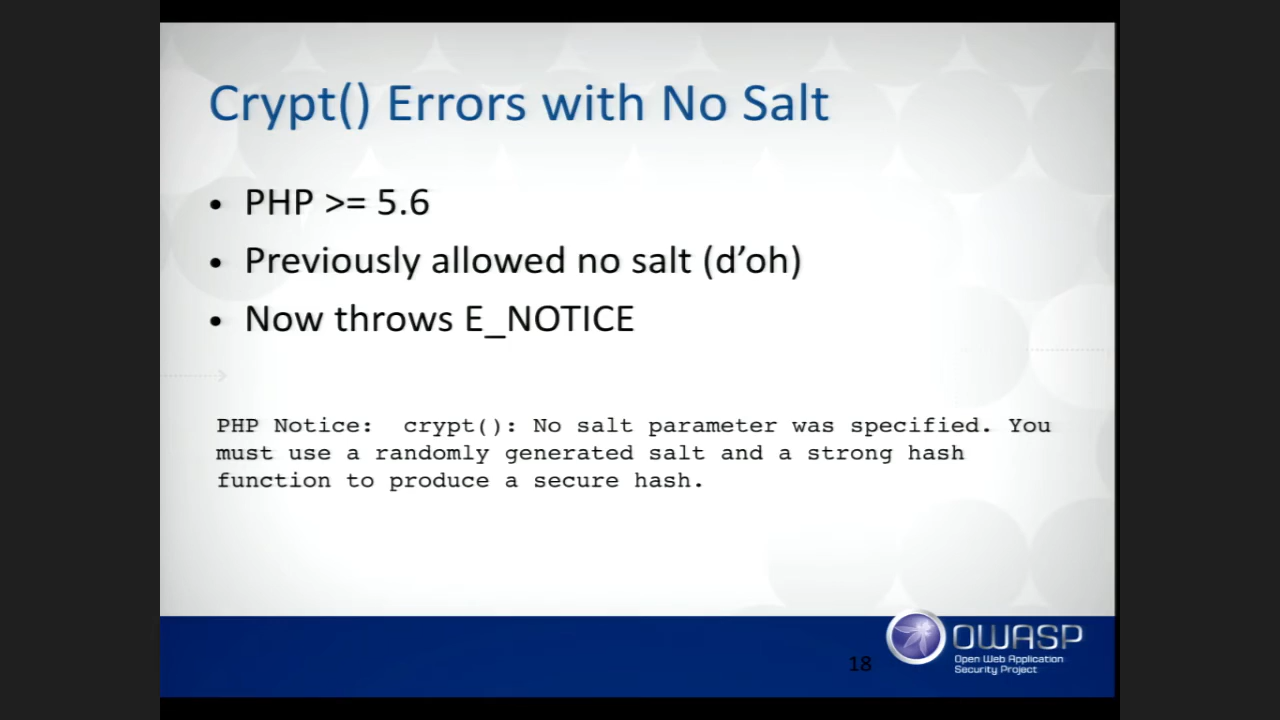 Crypt() Errors with No Salt
• PHP >= 5.6
• Previously allowed no salt (d’oh)
• Now throws E_NOTICE
PHP Notice:  crypt(): No salt parameter was specified. You
must use a randomly generated salt and a strong hash
function to produce a secure hash.
18
OWASP
Open Web Application
Security Project